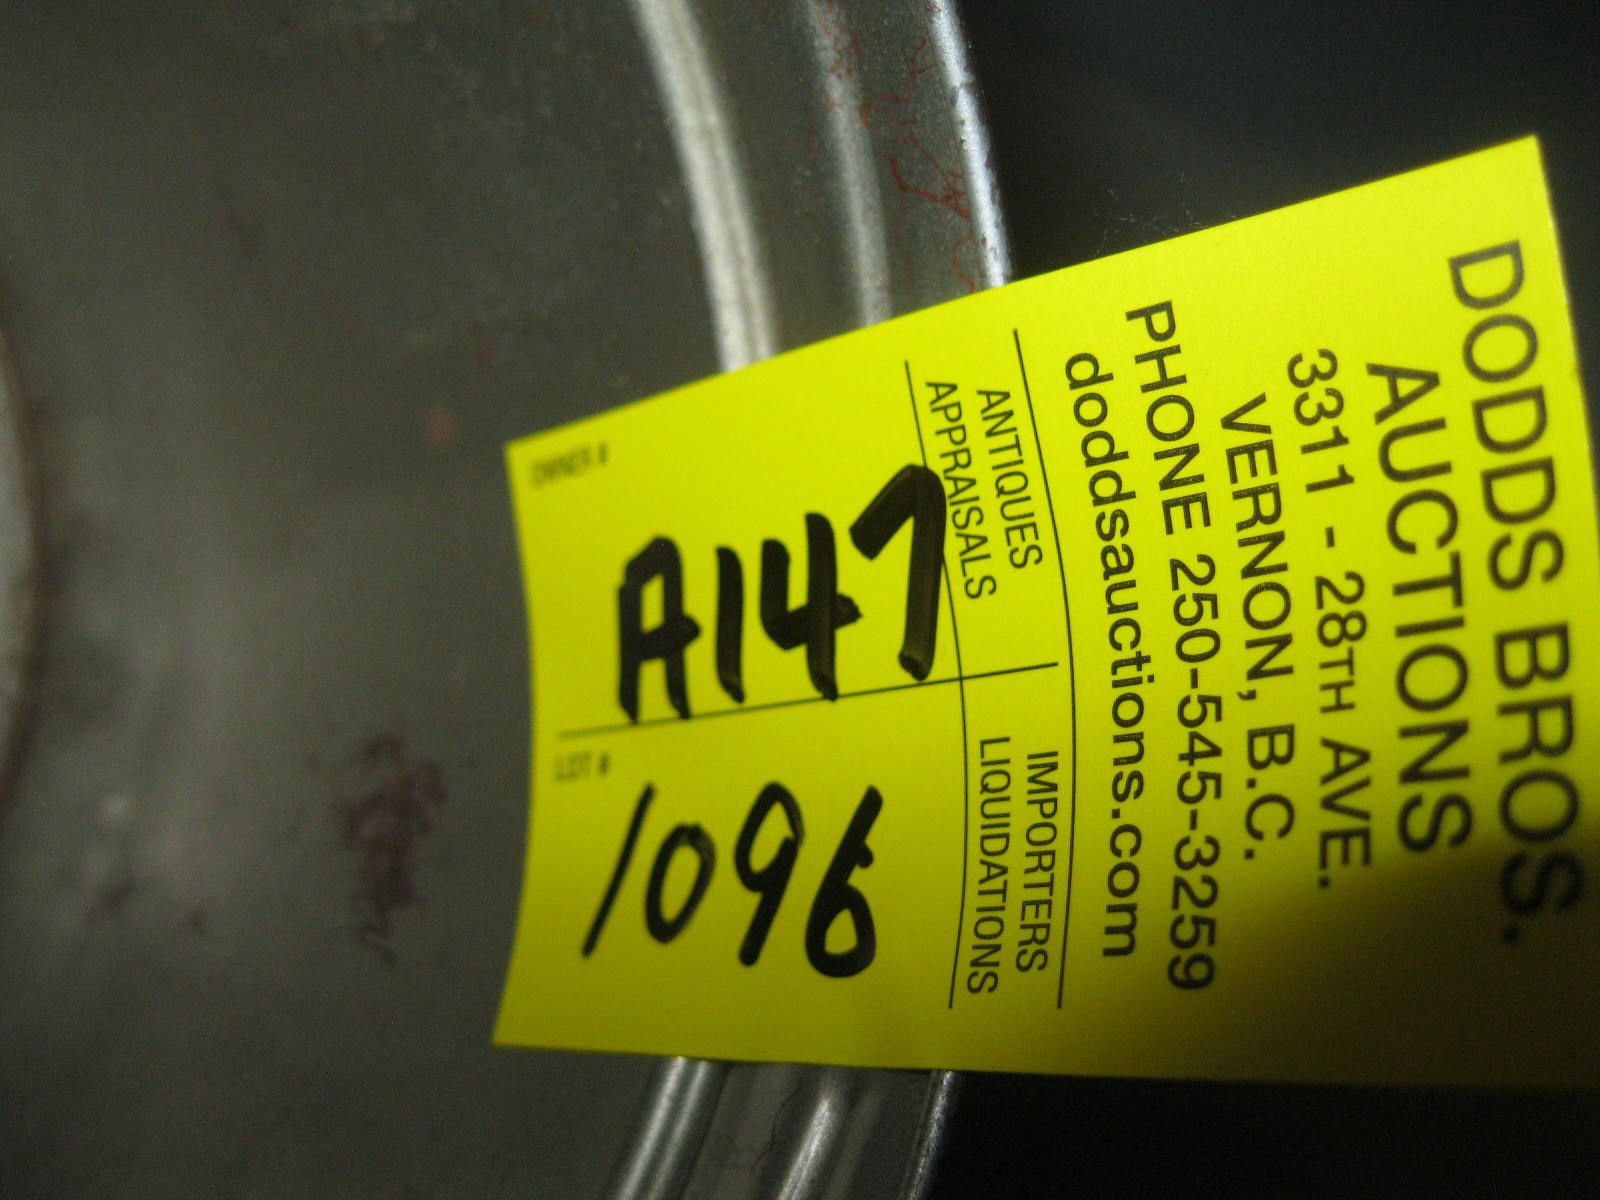 DODDS BROS.
AUCTIONS
3311 - 28TH AVE.
VERNON, B.C.
PHONE 250-545-3259
doddsauctions.com
ANTIQUES
APPRAISALS
IMPORTERS
LIQUIDATIONS
OWNER #
A147
LOT #
1096